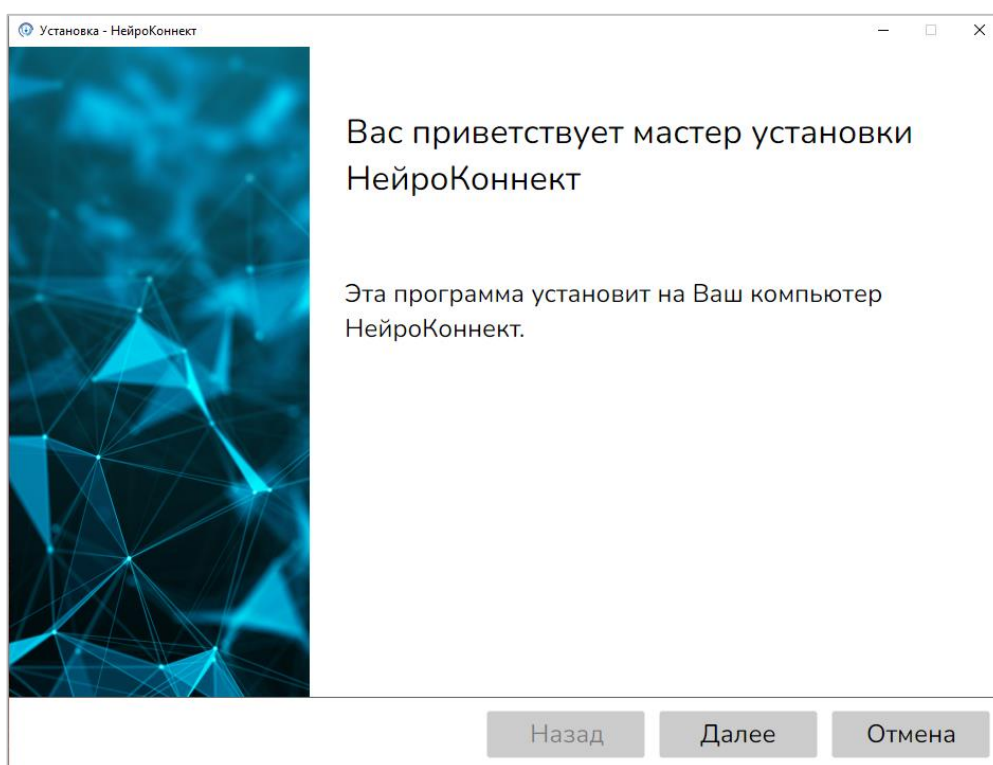 Установка - НейроКоннект
Вас приветствует мастер установки
НейроКоннект
Эта программа установит на Ваш компьютер
НейроКоннект.
Назад
Далее
Отмена